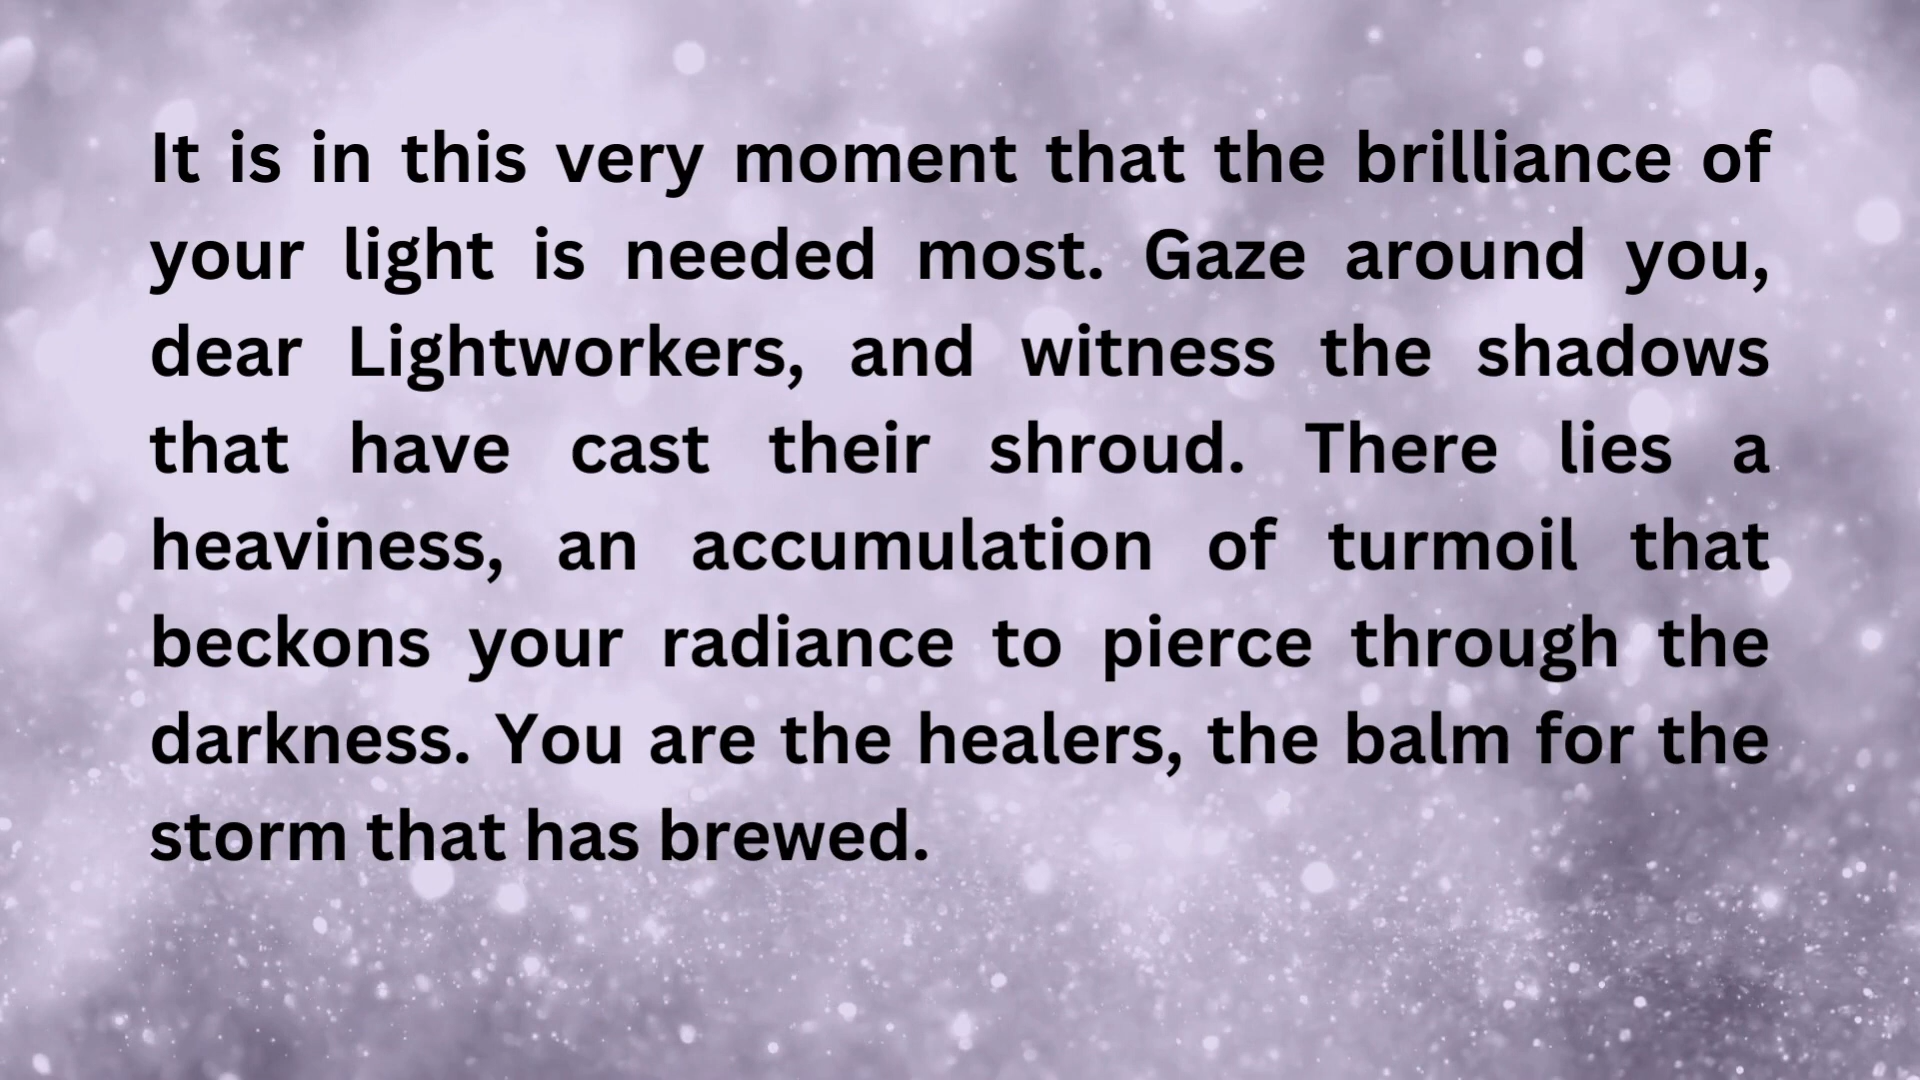 It is in this very moment that the brilliance of
your light is needed most. Gaze around you,
dear Lightworkers, and witness the shadows
that have cast their shroud. There lies a
heaviness, an accumulation of turmoil that
beckons your radiance to pierce through the
darkness. You are the healers, the balm for the
storm that has brewed.